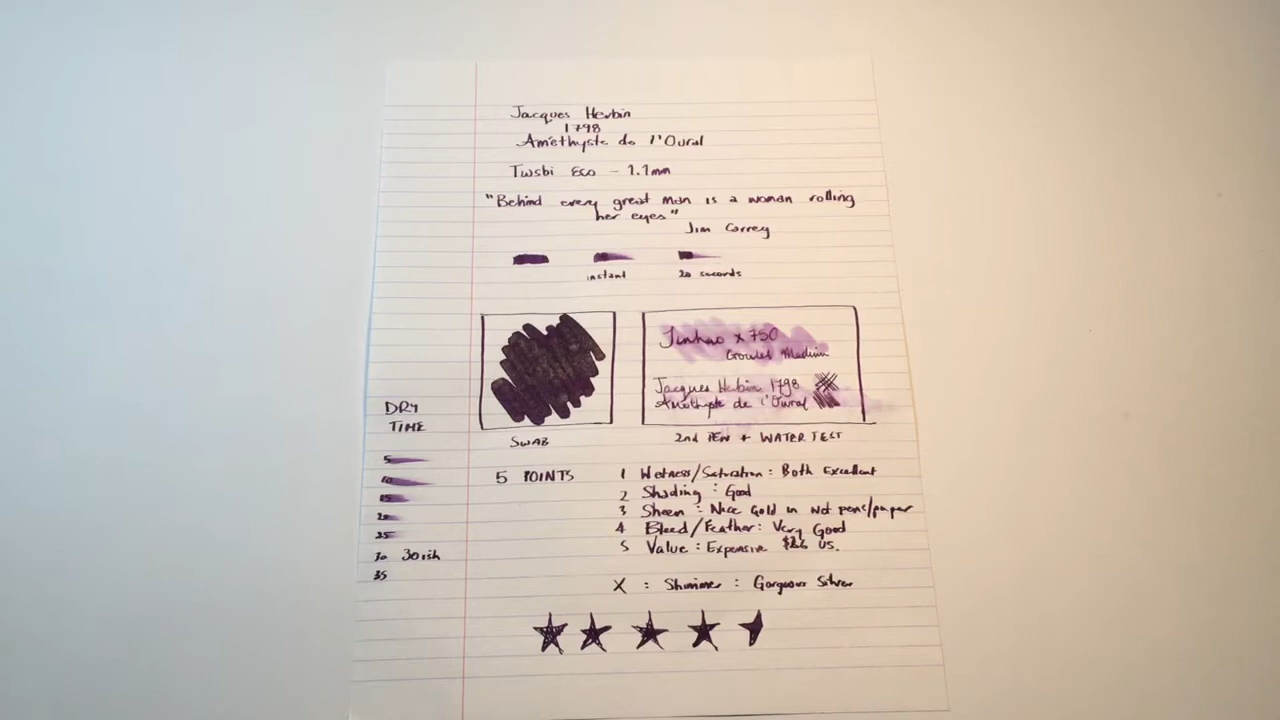 Jacques Herbin
1798
Améthyste de l'Oural
Twsbi Eco - 1.1mm
"Behind every great man is a woman rolling
her eyes"
Jim Carrey
instant
20 seconds
Jinhao x750
Goulet Medium
Jacques Herbin 1798
Améthyste de l'Oural
SWAB
2nd PEN + WATER TEST
DRY
TIME
5
10
15
20
25
30 30ish
35
5 POINTS
1 Wetness/Saturation : Both Excellent
2 Shading : Good
3 Sheen : Nice Gold in wet pens/paper
4 Bleed/Feather : Very Good
5 Value : Expensive $26 US.
X : Shimmer : Gorgeous Silver